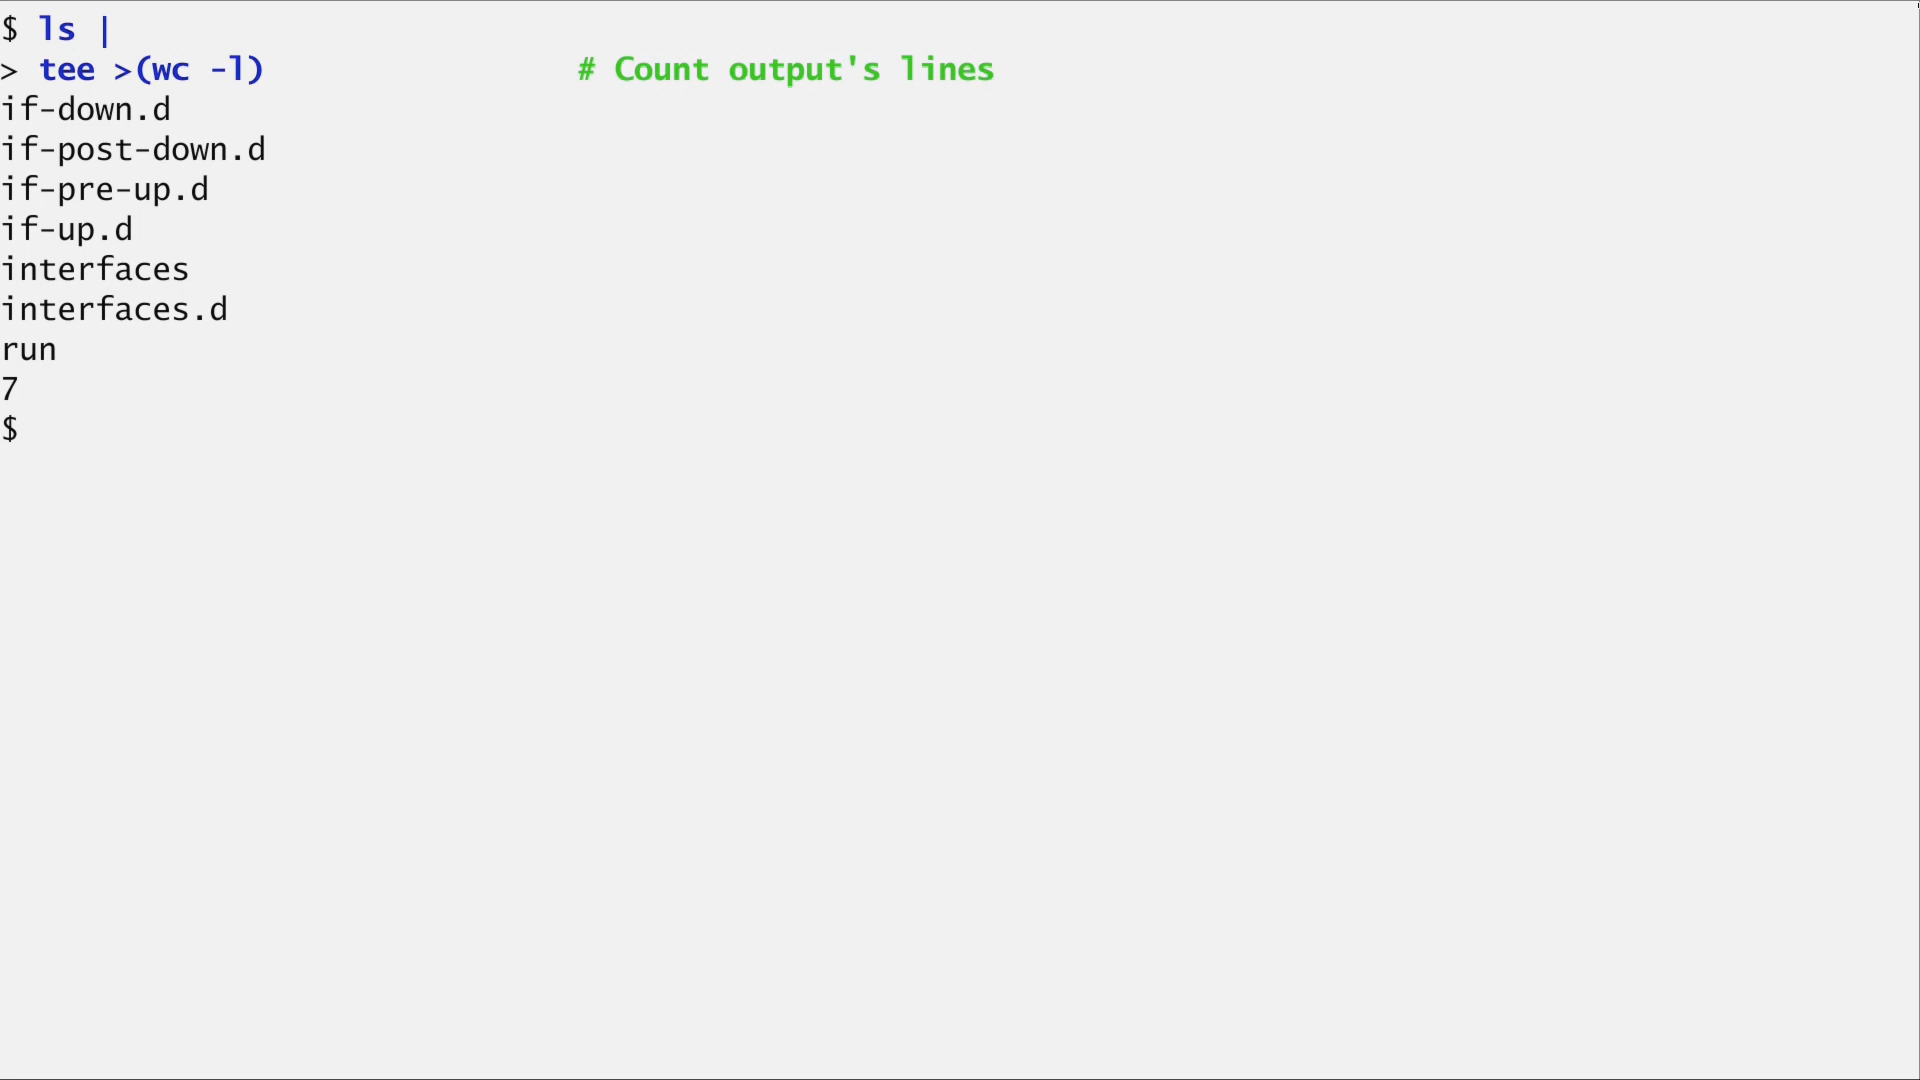 $ ls |
> tee >(wc -l)                 # Count output's lines
if-down.d
if-post-down.d
if-pre-up.d
if-up.d
interfaces
interfaces.d
run
7
$